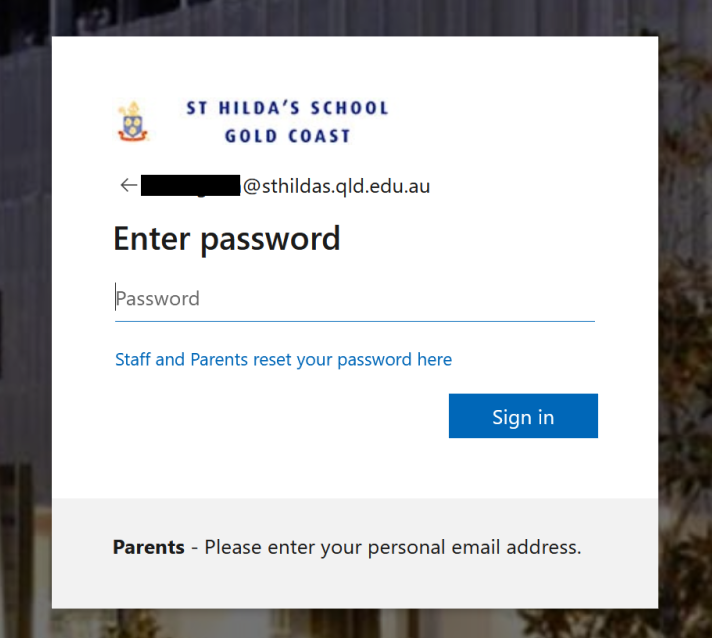 ST HILDA'S SCHOOL
GOLD COAST
@sthildas.qld.edu.au
Enter password
Password
Staff and Parents reset your password here
Sign in
Parents - Please enter your personal email address.